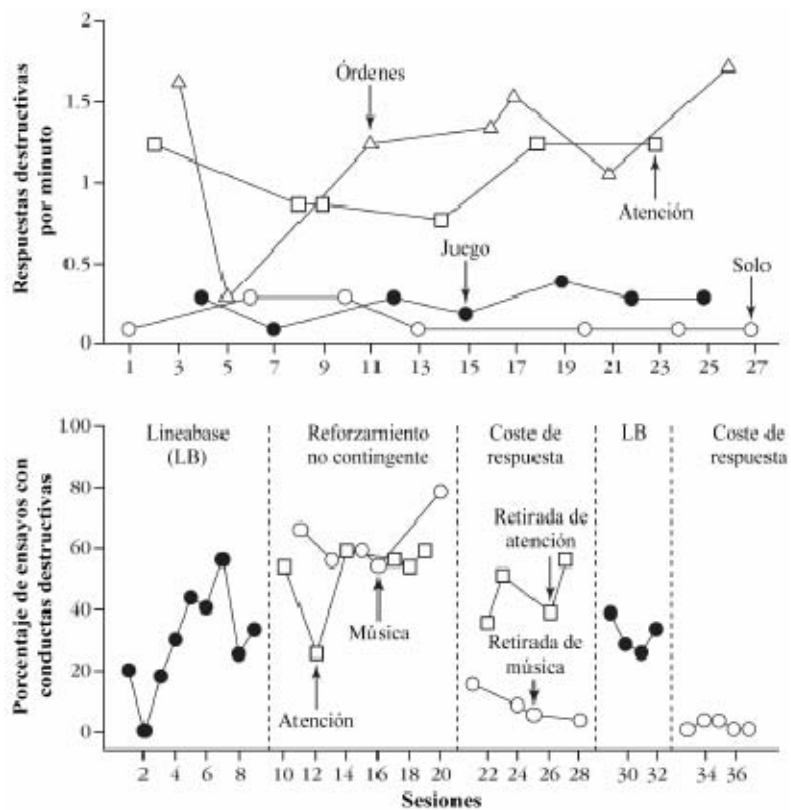 Respuestas destructivas
por minuto
2
1.5
1
0.5
0
Órdenes
Atención
Juego
Solo
1 3 5 7 9 11 13 15 17 19 21 23 25 27
Porcentaje de ensayos con
conductas destructivas
100
80
60
40
20
0
Lineabase
(LB)
Reforzamiento
no contingente
Coste de
respuesta
LB
Coste de
respuesta
Retirada de
atención
Música
Retirada de
música
Atención
2 4 6 8 10 12 14 16 18 20 22 24 26 28 30 32 34 36
Sesiones